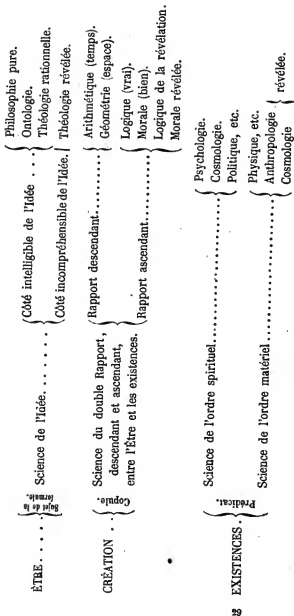 ÊTRE. . . . .
Sujet de la
formule.
Science de l'Idée. . . . . . .
Côté intelligible de l'Idée . . .
Philosophie pure.
Ontologie.
Théologie rationnelle.
Côté incompréhensible de l'Idée.
Théologie révélée.
CRÉATION . .
Copule.
Science du double Rapport,
descendant et ascendant,
entre l'Être et les existences.
Rapport descendant. . . . . . . . .
Arithmétique (temps).
Géométrie (espace).
Rapport ascendant. . . . . . . . . .
Logique (vrai).
Morale (bien).
Logique de la révélation.
Morale révélée.
EXISTENCES.
Prédicat.
Science de l'ordre spirituel. . . . . . . . . . . . . . . . . . . .
Psychologie.
Cosmologie.
Politique, etc.
Science de l'ordre matériel. . . . . . . . . . . . . . . . . . . .
Physique, etc.
Anthropologie
Cosmologie
révélée.
29